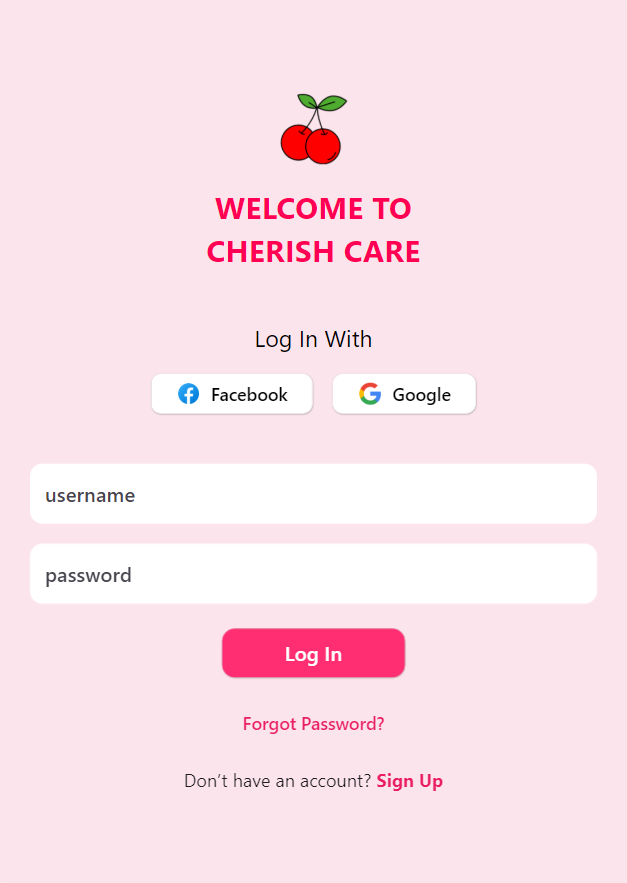 WELCOME TO
CHERISH CARE
Log In With
Facebook Google
username
password
Log In
Forgot Password?
Don’t have an account? Sign Up